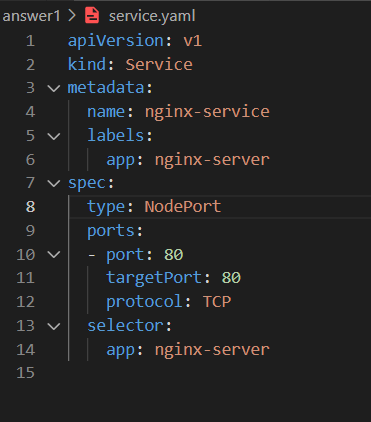 answer1 > service.yaml
1 apiVersion: v1
2 kind: Service
3 metadata:
4   name: nginx-service
5   labels:
6     app: nginx-server
7 spec:
8   type: NodePort
9   ports:
10   - port: 80
11     targetPort: 80
12     protocol: TCP
13   selector:
14     app: nginx-server
15